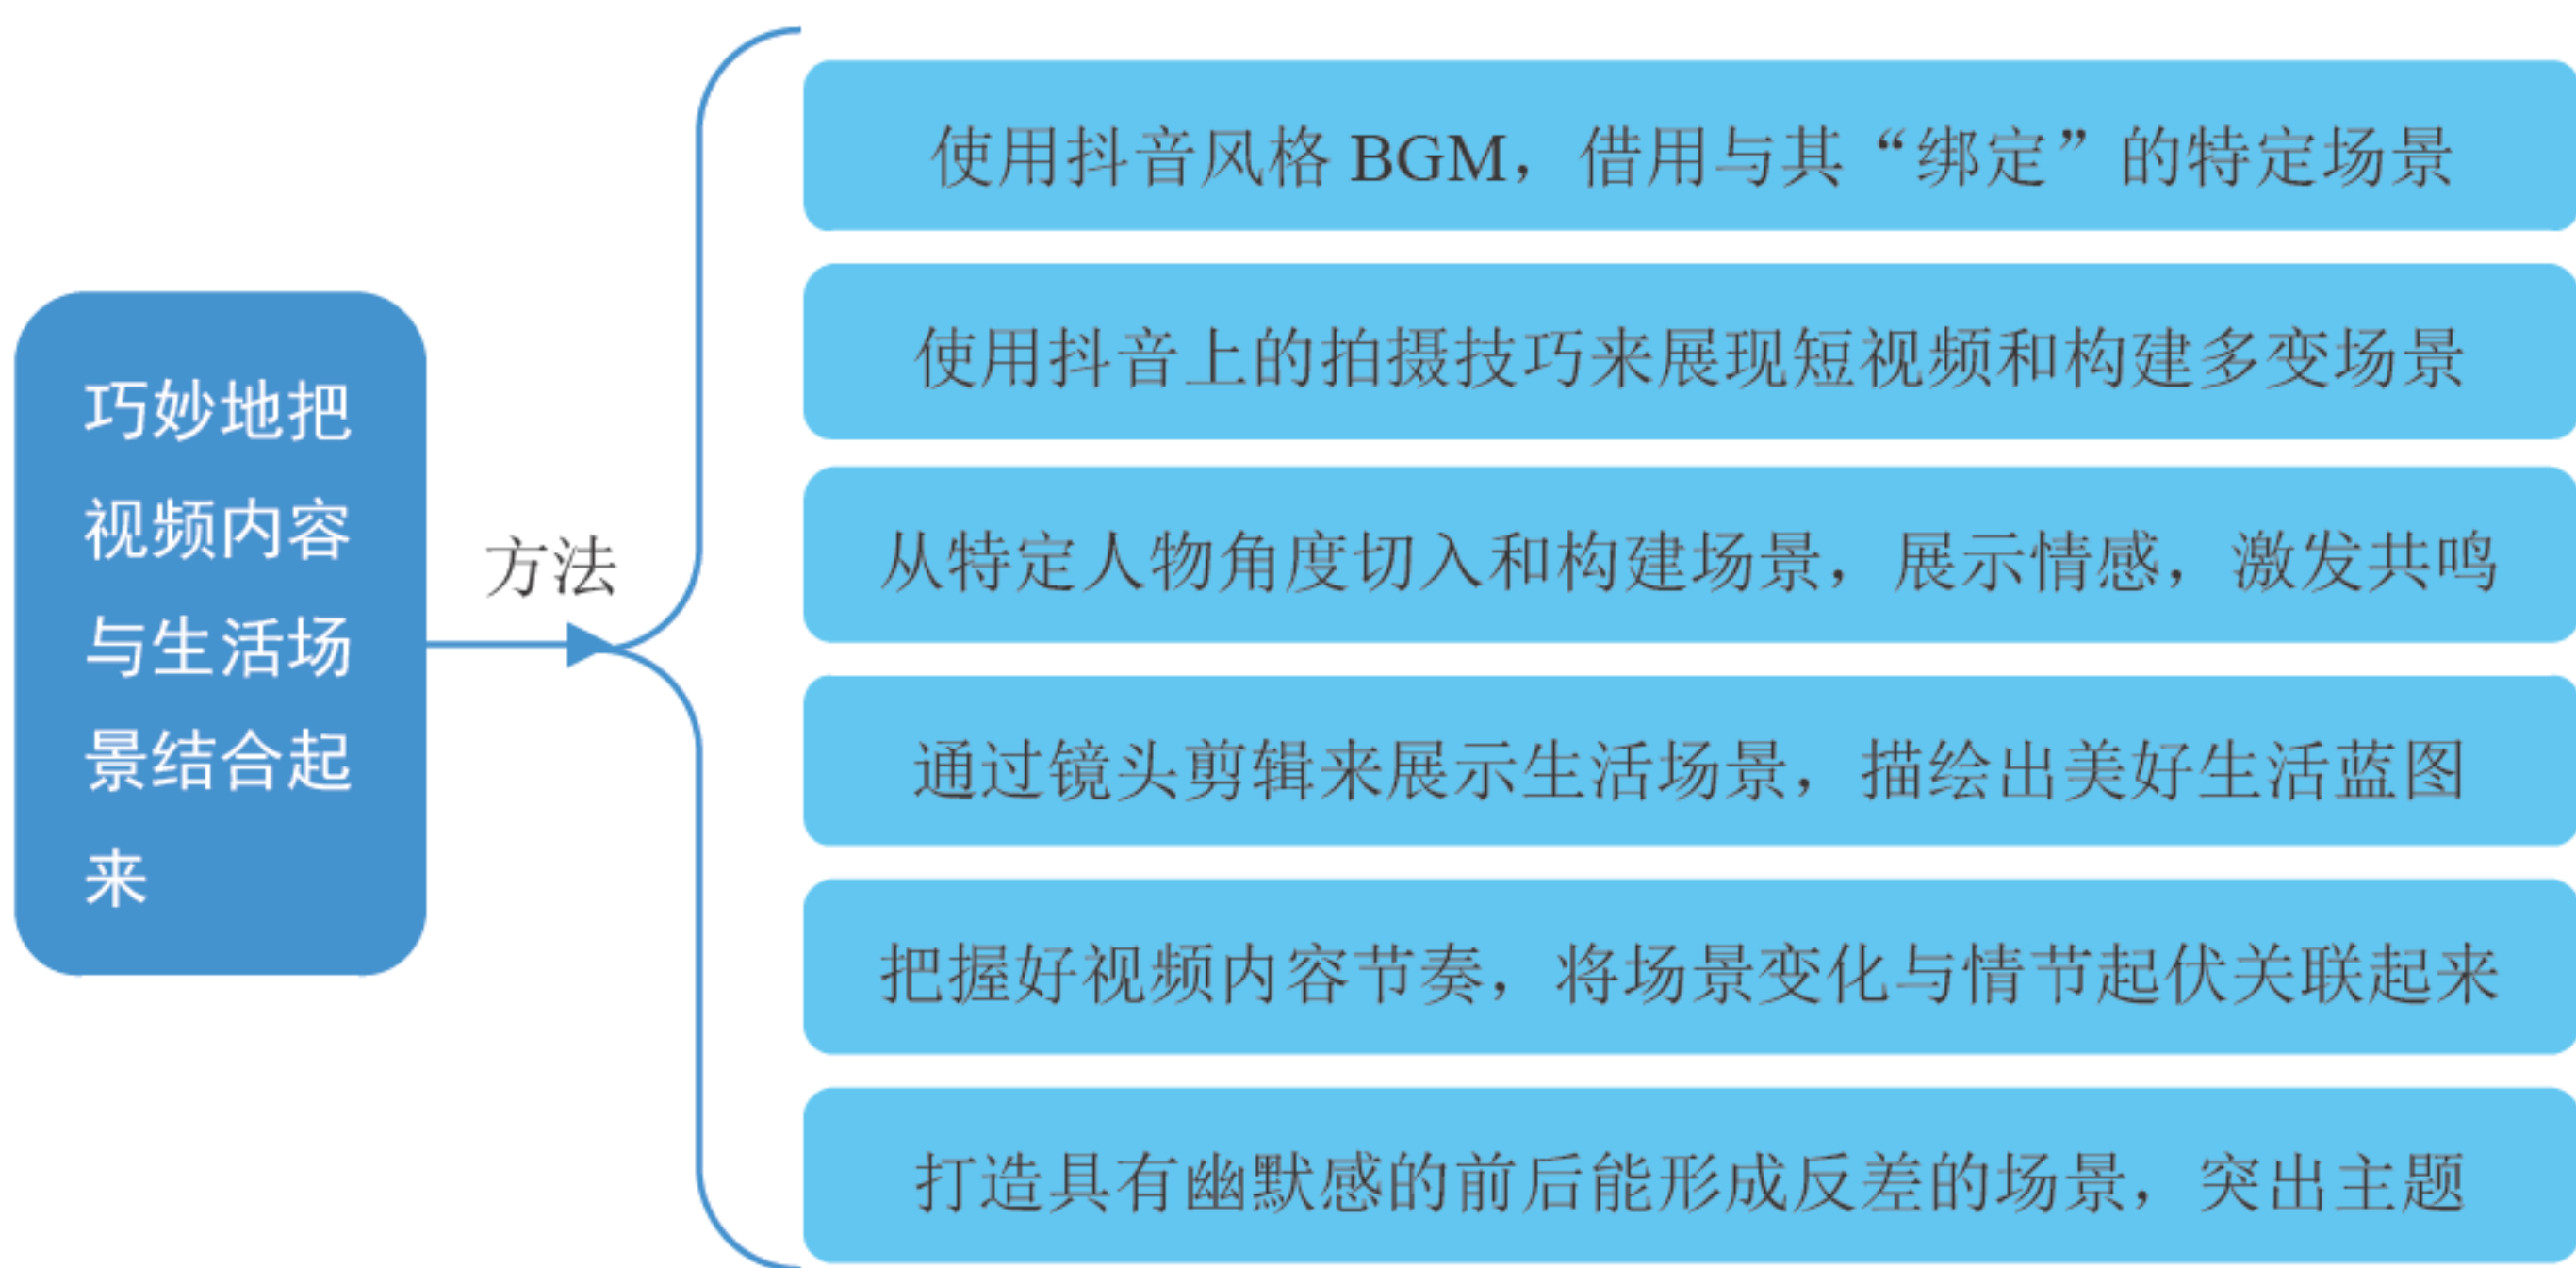 巧妙地把
视频内容
与生活场
景结合起
来
方法
使用抖音风格 BGM，借用与其“绑定”的特定场景
使用抖音上的拍摄技巧来展现短视频和构建多变场景
从特定人物角度切入和构建场景，展示情感，激发共鸣
通过镜头剪辑来展示生活场景，描绘出美好生活蓝图
把握好视频内容节奏，将场景变化与情节起伏关联起来
打造具有幽默感的前后能形成反差的场景，突出主题